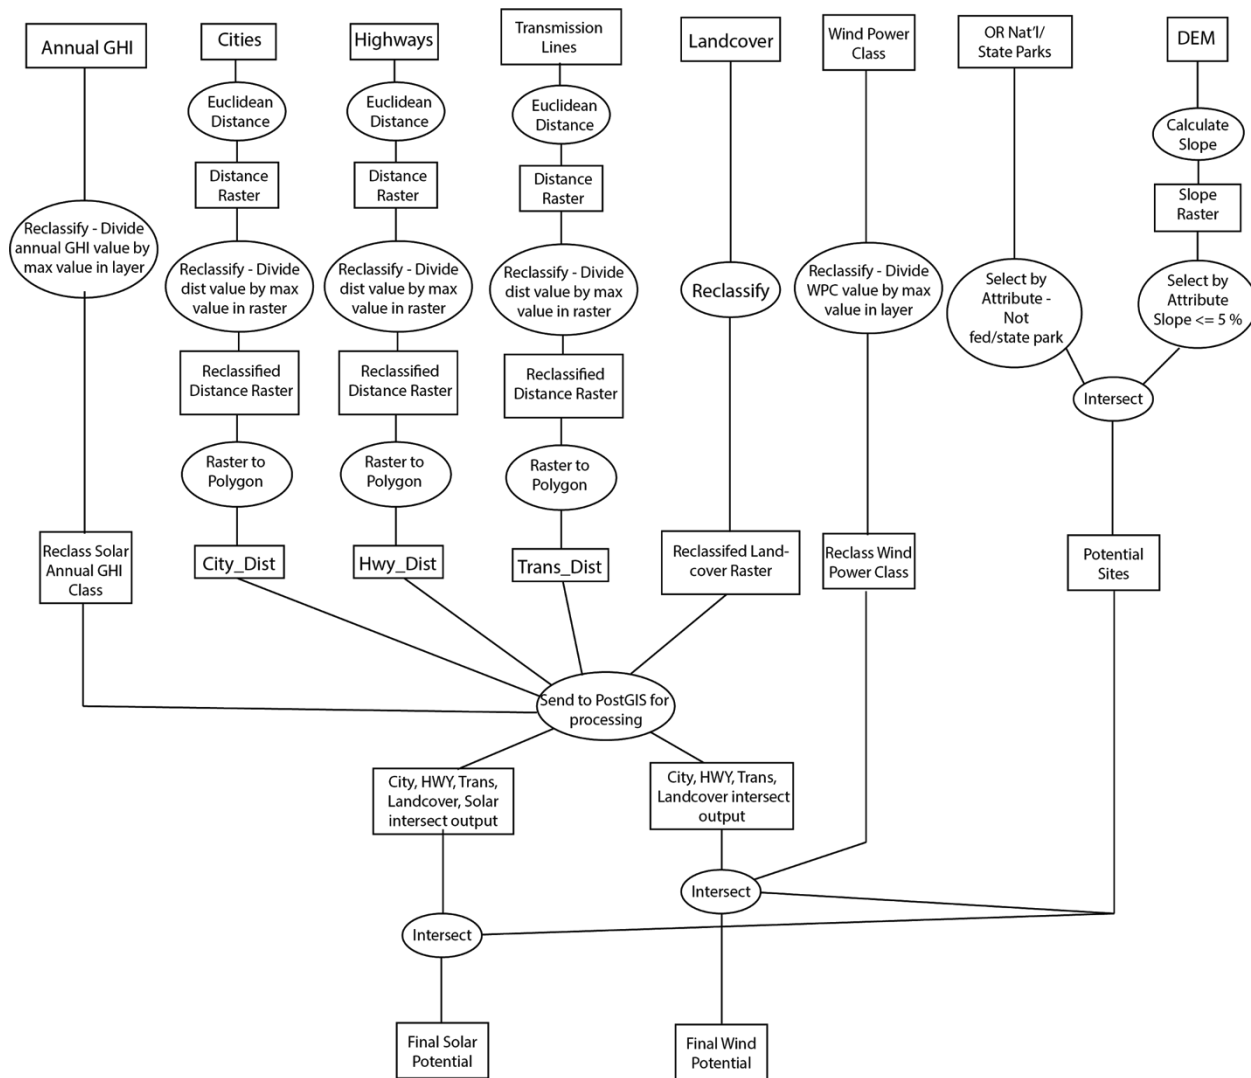 Annual GHI
Cities
Highways
Transmission
Lines
Landcover
Wind Power
Class
OR Nat'l/
State Parks
DEM
Euclidean
Distance
Euclidean
Distance
Euclidean
Distance
Calculate
Slope
Distance
Raster
Distance
Raster
Distance
Raster
Slope
Raster
Reclassify - Divide
annual GHI value by
max value in layer
Reclassify - Divide
dist value by max
value in raster
Reclassify - Divide
dist value by max
value in raster
Reclassify - Divide
dist value by max
value in raster
Reclassify
Reclassify - Divide
WPC value by max
value in layer
Select by
Attribute -
Not
fed/state park
Select by
Attribute
Slope <= 5 %
Reclassified
Distance Raster
Reclassified
Distance Raster
Reclassified
Distance Raster
Intersect
Raster to
Polygon
Raster to
Polygon
Raster to
Polygon
Reclass Solar
Annual GHI
Class
City_Dist
Hwy_Dist
Trans_Dist
Reclassifed Land-
cover Raster
Reclass Wind
Power Class
Potential
Sites
Send to PostGIS for
processing
City, HWY, Trans,
Landcover, Solar
intersect output
City, HWY, Trans,
Landcover intersect
output
Intersect
Intersect
Final Solar
Potential
Final Wind
Potential